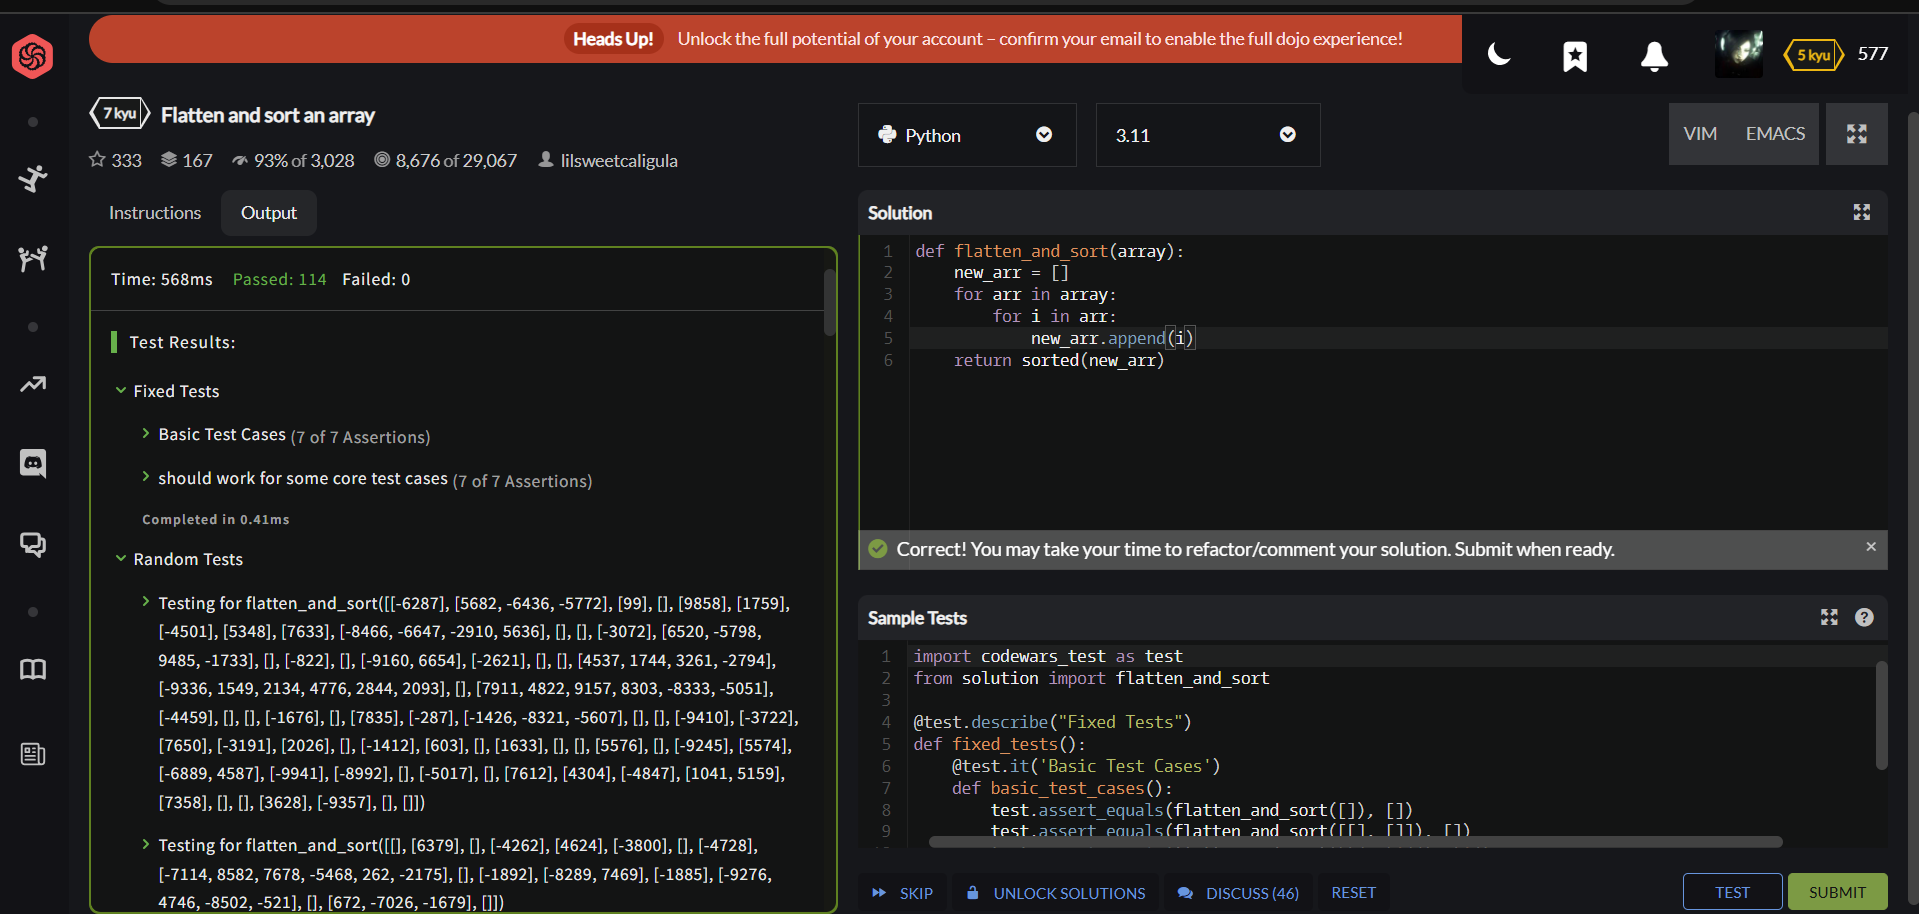 Heads Up! Unlock the full potential of your account – confirm your email to enable the full dojo experience!
5 kyu 577
7 kyu Flatten and sort an array
333 167 93% of 3,028 8,676 of 29,067 lilsweetcaligula
Instructions Output
Time: 568ms Passed: 114 Failed: 0
Test Results:
Fixed Tests
Basic Test Cases (7 of 7 Assertions)
should work for some core test cases (7 of 7 Assertions)
Completed in 0.41ms
Random Tests
Testing for flatten_and_sort([[-6287], [5682, -6436, -5772], [99], [], [9858], [1759],
[-4501], [5348], [7633], [-8466, -6647, -2910, 5636], [], [], [-3072], [6520, -5798,
9485, -1733], [], [-822], [], [-9160, 6654], [-2621], [], [], [4537, 1744, 3261, -2794],
[-9336, 1549, 2134, 4776, 2844, 2093], [], [7911, 4822, 9157, 8303, -8333, -5051],
[-4459], [], [], [-1676], [], [7835], [-287], [-1426, -8321, -5607], [], [], [-9410], [-3722],
[7650], [-3191], [2026], [], [-1412], [603], [], [1633], [], [], [5576], [], [-9245], [5574],
[-6889, 4587], [-9941], [-8992], [], [-5017], [], [7612], [4304], [-4847], [1041, 5159],
[7358], [], [], [3628], [-9357], [], []])
Testing for flatten_and_sort([[], [6379], [], [-4262], [4624], [-3800], [], [-4728],
[-7114, 8582, 7678, -5468, 262, -2175], [], [-1892], [-8289, 7469], [-1885], [-9276,
4746, -8502, -521], [], [672, -7026, -1679], []])
Python 3.11 VIM EMACS
Solution
1 def flatten_and_sort(array):
2 new_arr = []
3 for arr in array:
4 for i in arr:
5 new_arr.append(i)
6 return sorted(new_arr)
Correct! You may take your time to refactor/comment your solution. Submit when ready. ×
Sample Tests ?
1 import codewars_test as test
2 from solution import flatten_and_sort
3
4 @test.describe("Fixed Tests")
5 def fixed_tests():
6 @test.it('Basic Test Cases')
7 def basic_test_cases():
8 test.assert_equals(flatten_and_sort([]), [])
9 test.assert_equals(flatten_and_sort([[], []]), [])
SKIP UNLOCK SOLUTIONS DISCUSS (46) RESET TEST SUBMIT